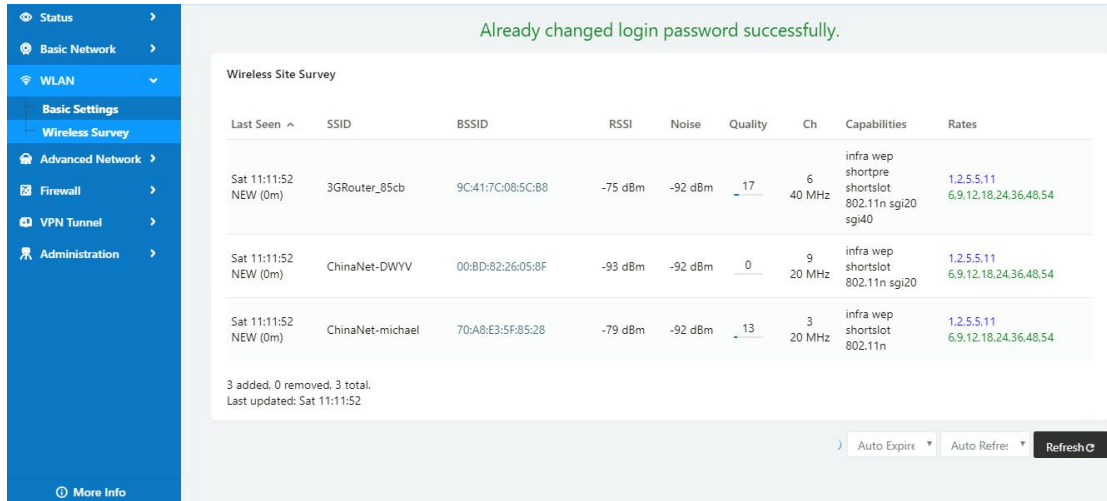 Status
Already changed login password successfully.
Basic Network
WLAN
Wireless Site Survey
Basic Settings
Wireless Survey
Advanced Network
Firewall
VPN Tunnel
Administration
Last Seen SSID BSSID RSSI Noise Quality Ch Capabilities Rates
Sat 11:11:52
NEW (0m)
3GRouter_85cb
9C:41:7C:08:5C:B8
-75 dBm
-92 dBm
17
6
40 MHz
infra wep
shortpre
shortslot
802.11n sgi20
sgi40
1,2,5.5,11
6,9,12,18,24,36,48,54
Sat 11:11:52
NEW (0m)
ChinaNet-DWYV
00:BD:82:26:05:8F
-93 dBm
-92 dBm
0
9
20 MHz
infra wep
shortslot
802.11n sgi20
1,2,5.5,11
6,9,12,18,24,36,48,54
Sat 11:11:52
NEW (0m)
ChinaNet-michael
70:A8:E3:5F:85:28
-79 dBm
-92 dBm
13
3
20 MHz
infra wep
shortslot
802.11n
1,2,5.5,11
6,9,12,18,24,36,48,54
3 added, 0 removed, 3 total.
Last updated: Sat 11:11:52
Auto Expire
Auto Refres
Refresh
More Info